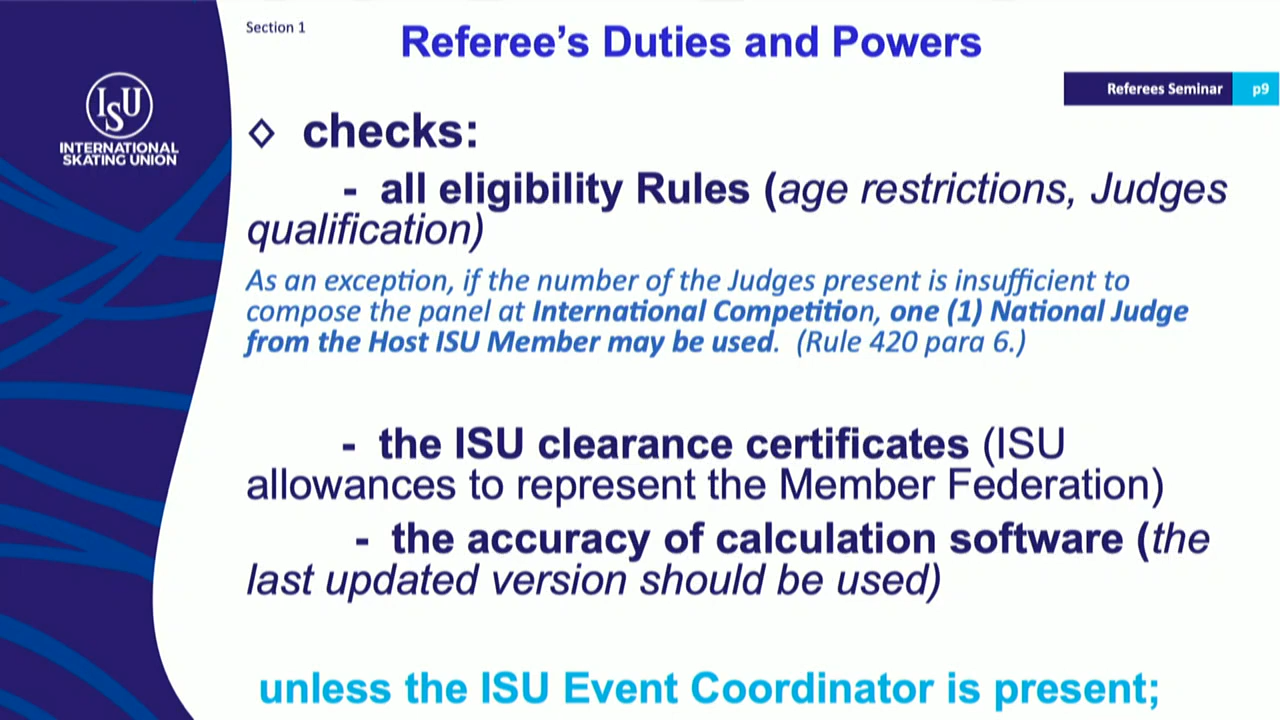 Section 1
Referee's Duties and Powers
Referees Seminar p9
ISU
INTERNATIONAL
SKATING UNION
◇ checks:
- all eligibility Rules (age restrictions, Judges
qualification)
As an exception, if the number of the Judges present is insufficient to
compose the panel at International Competition, one (1) National Judge
from the Host ISU Member may be used. (Rule 420 para 6.)
- the ISU clearance certificates (ISU
allowances to represent the Member Federation)
- the accuracy of calculation software (the
last updated version should be used)
unless the ISU Event Coordinator is present;